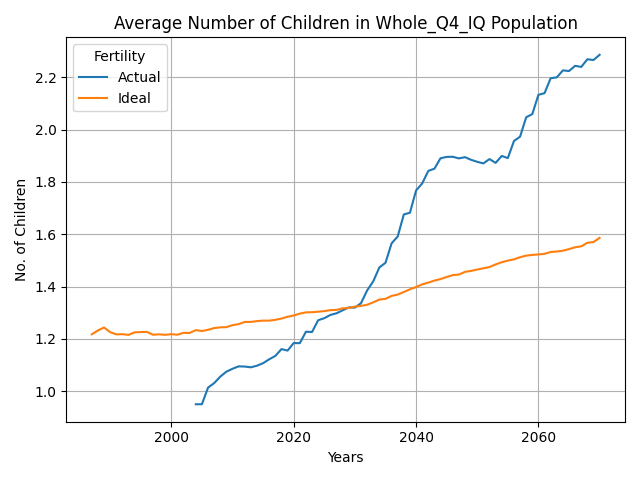 Average Number of Children in Whole_Q4_IQ Population
Fertility
Actual
Ideal
No. of Children
2.2
2.0
1.8
1.6
1.4
1.2
1.0
2000 2020 2040 2060
Years